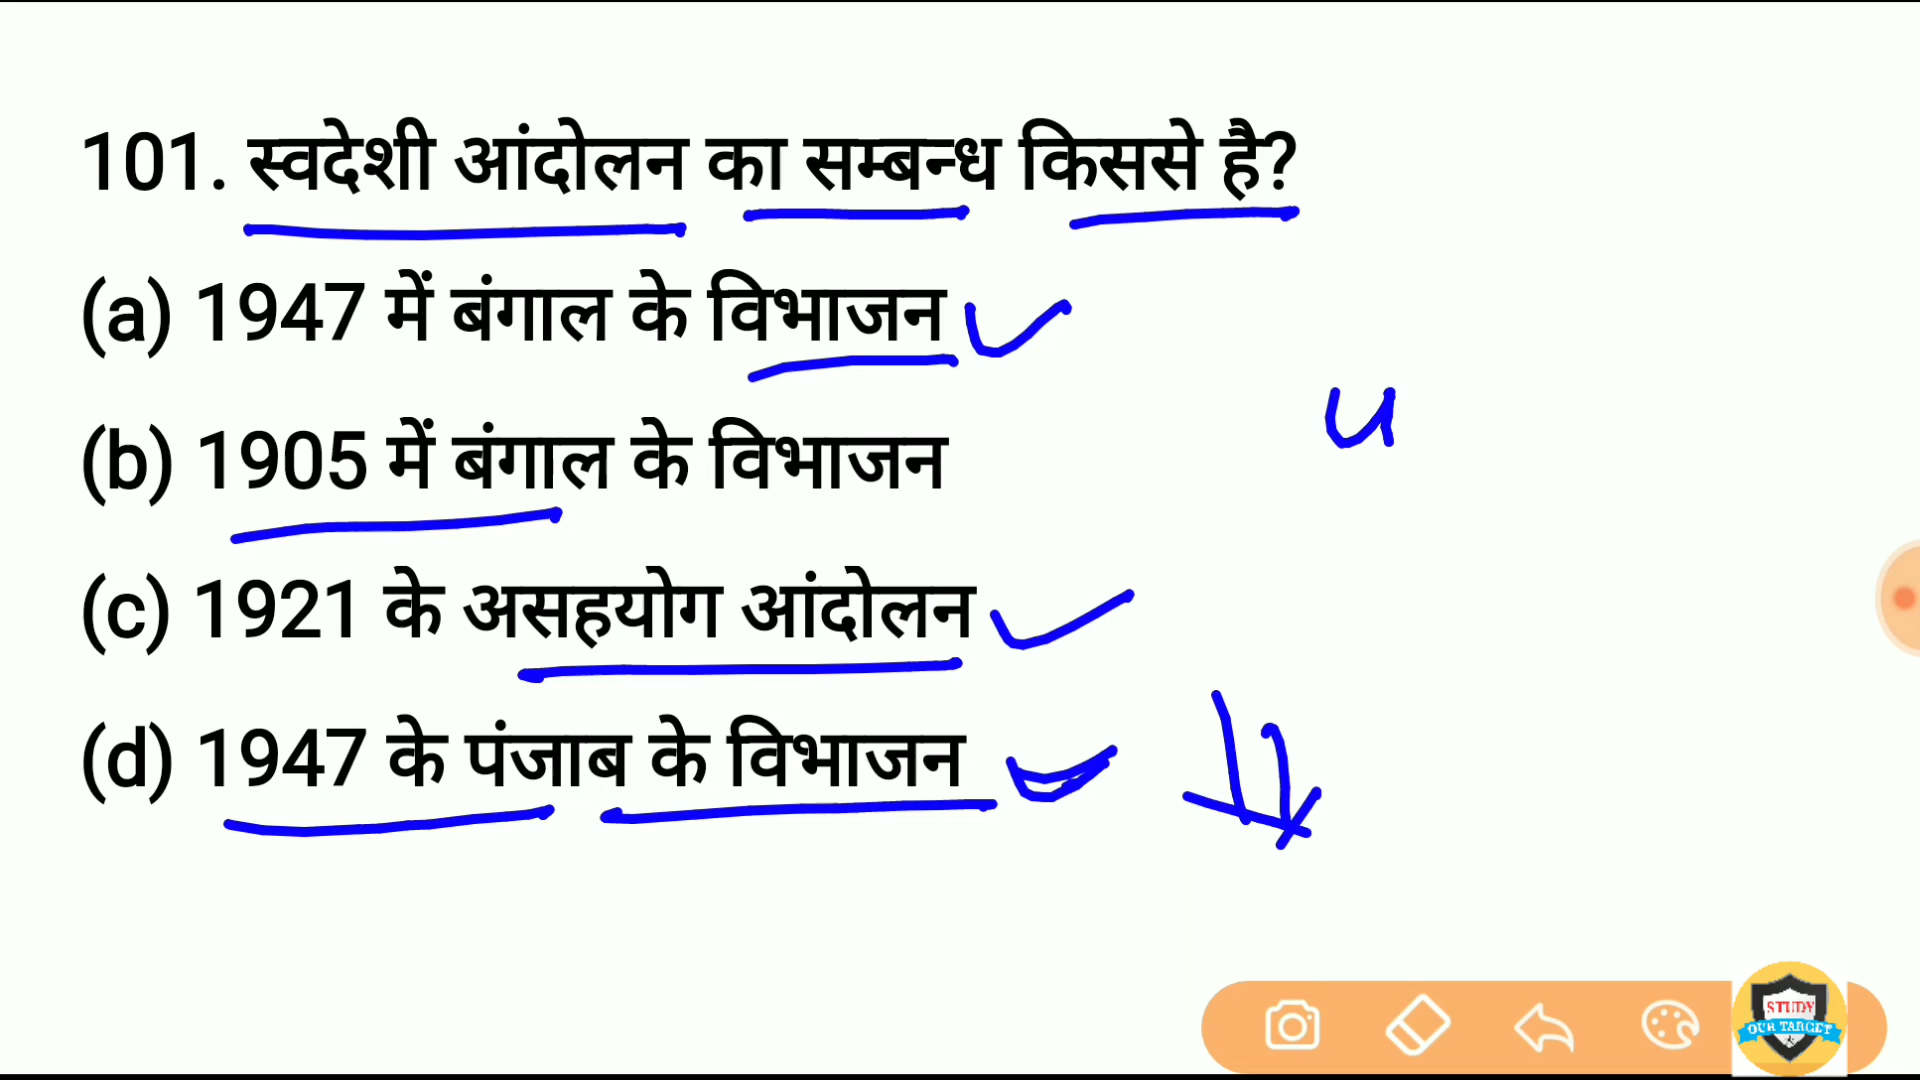 101. स्वदेशी आंदोलन का सम्बन्ध किससे है?
(a) 1947 में बंगाल के विभाजन
(b) 1905 में बंगाल के विभाजन
(c) 1921 के असहयोग आंदोलन
(d) 1947 के पंजाब के विभाजन
STUDY
OUR TARGET